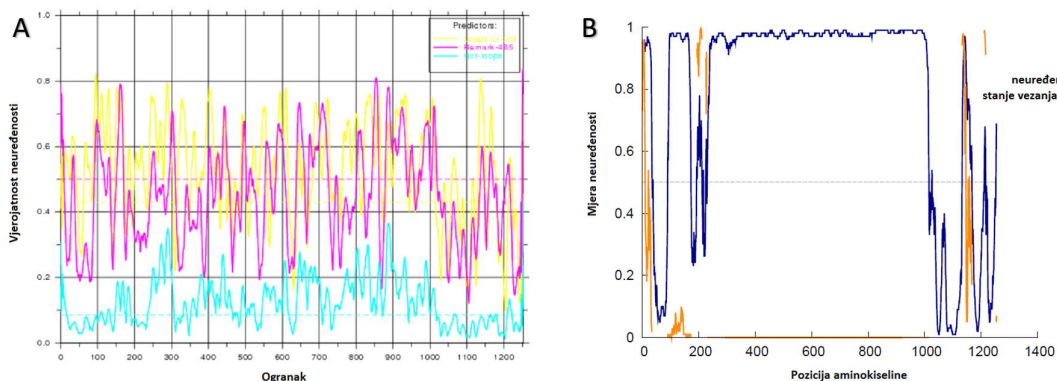 A
Vjerojatnost neuređenosti
1.0
0.8
0.6
0.4
0.2
0.0
0 100 200 300 400 500 600 700 800 900 1000 1100 1200
Ogranak
Predictors:
Remark-465
Hot-loops
B
Mjera neuređenosti
1
0.8
0.6
0.4
0.2
0
0 200 400 600 800 1000 1200 1400
Pozicija aminokiseline
neuređen
stanje vezanja